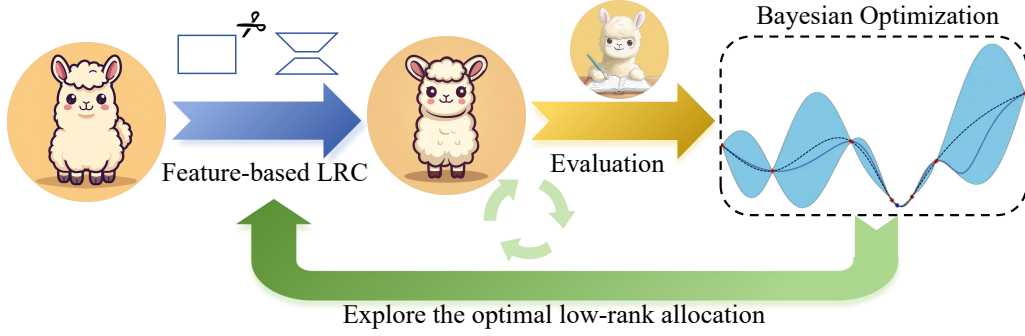 Bayesian Optimization
Feature-based LRC
Evaluation
Explore the optimal low-rank allocation